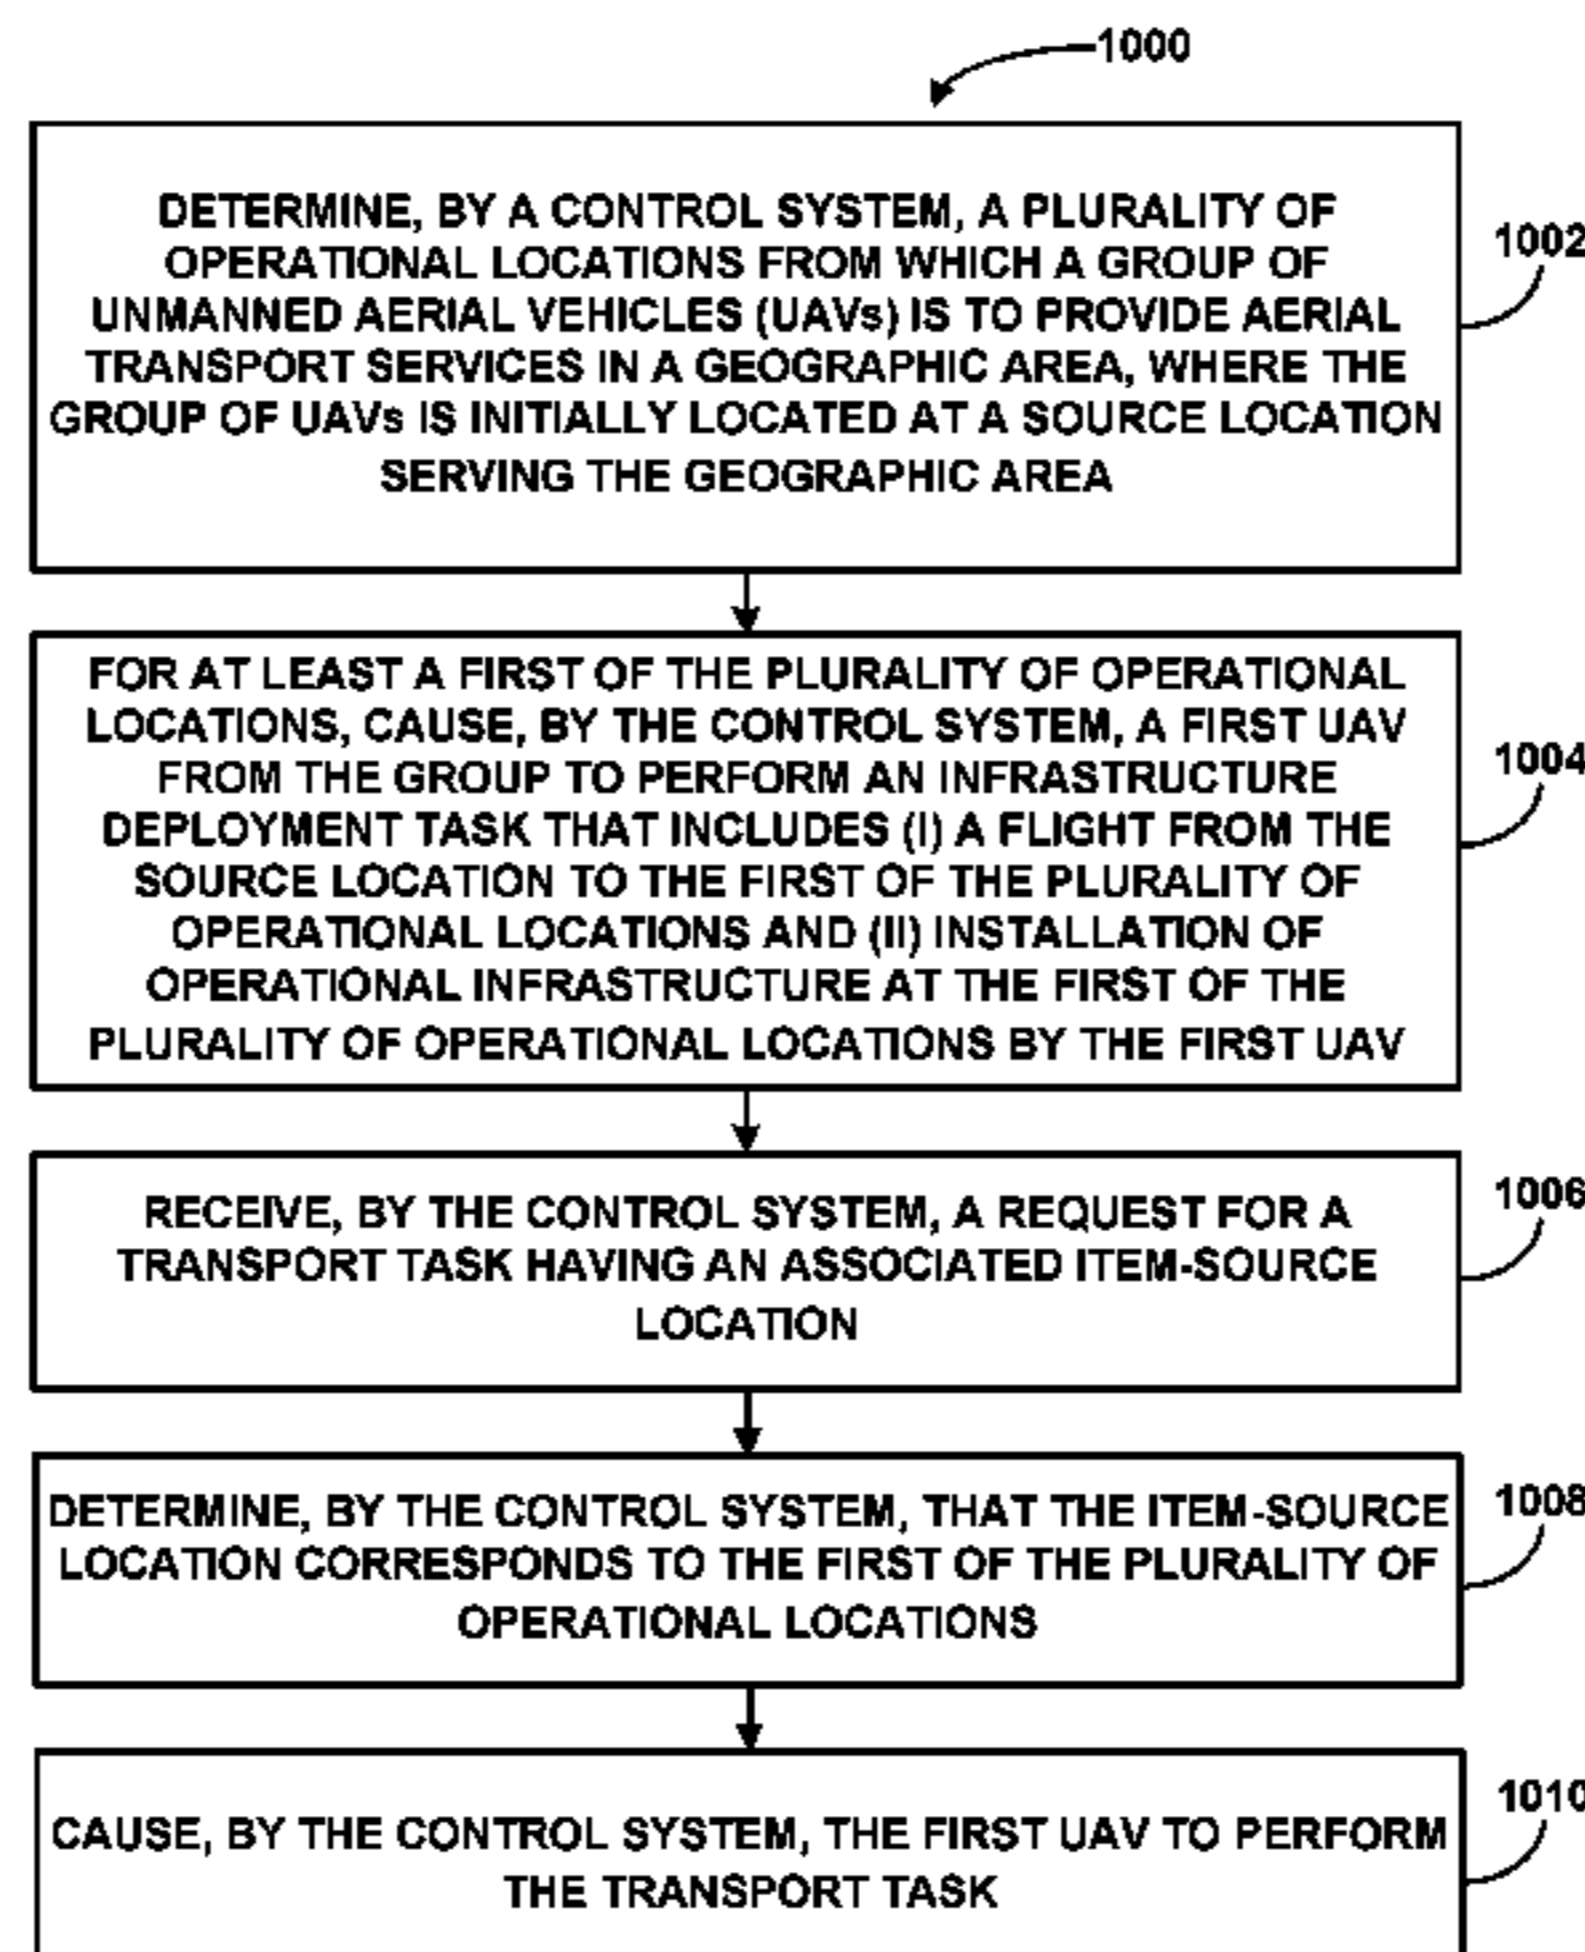 1000
DETERMINE, BY A CONTROL SYSTEM, A PLURALITY OF
OPERATIONAL LOCATIONS FROM WHICH A GROUP OF
UNMANNED AERIAL VEHICLES (UAVs) IS TO PROVIDE AERIAL
TRANSPORT SERVICES IN A GEOGRAPHIC AREA, WHERE THE
GROUP OF UAVs IS INITIALLY LOCATED AT A SOURCE LOCATION
SERVING THE GEOGRAPHIC AREA
1002
FOR AT LEAST A FIRST OF THE PLURALITY OF OPERATIONAL
LOCATIONS, CAUSE, BY THE CONTROL SYSTEM, A FIRST UAV
FROM THE GROUP TO PERFORM AN INFRASTRUCTURE
DEPLOYMENT TASK THAT INCLUDES (I) A FLIGHT FROM THE
SOURCE LOCATION TO THE FIRST OF THE PLURALITY OF
OPERATIONAL LOCATIONS AND (II) INSTALLATION OF
OPERATIONAL INFRASTRUCTURE AT THE FIRST OF THE
PLURALITY OF OPERATIONAL LOCATIONS BY THE FIRST UAV
1004
RECEIVE, BY THE CONTROL SYSTEM, A REQUEST FOR A
TRANSPORT TASK HAVING AN ASSOCIATED ITEM-SOURCE
LOCATION
1006
DETERMINE, BY THE CONTROL SYSTEM, THAT THE ITEM-SOURCE
LOCATION CORRESPONDS TO THE FIRST OF THE PLURALITY OF
OPERATIONAL LOCATIONS
1008
CAUSE, BY THE CONTROL SYSTEM, THE FIRST UAV TO PERFORM
THE TRANSPORT TASK
1010